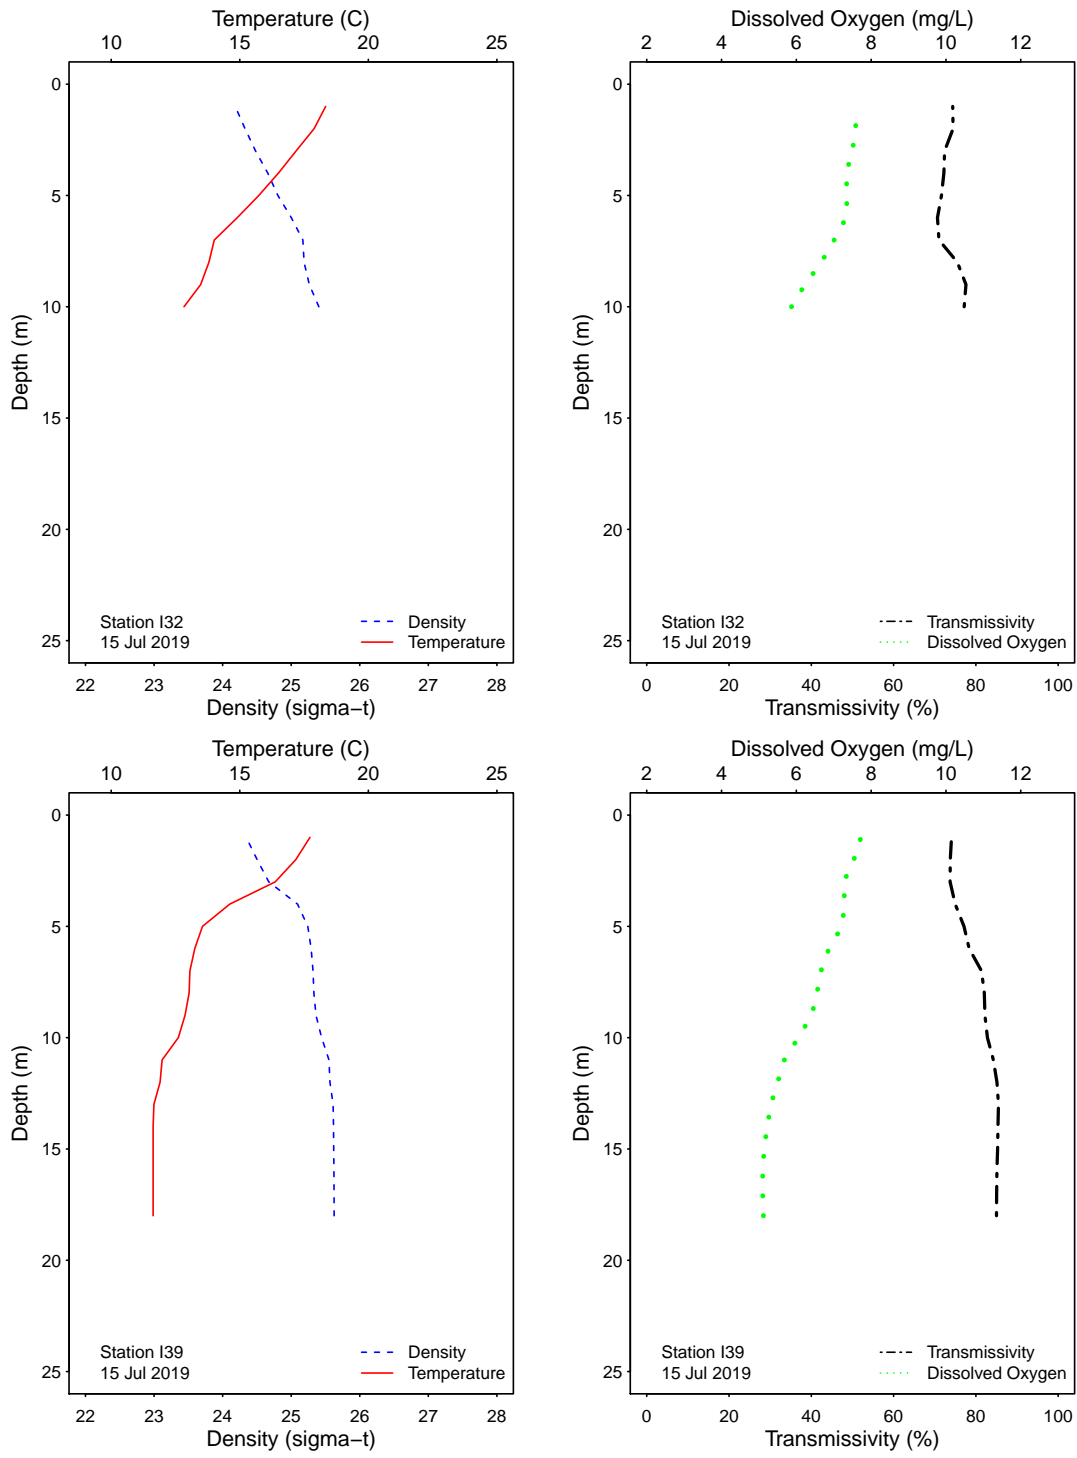 Temperature (C)
10 15 20 25
0
5
10
15
20
25
Depth (m)
Station I32
15 Jul 2019
Density
Temperature
22 23 24 25 26 27 28
Density (sigma−t)
Dissolved Oxygen (mg/L)
2 4 6 8 10 12
0
5
10
15
20
25
Depth (m)
Station I32
15 Jul 2019
Transmissivity
Dissolved Oxygen
0 20 40 60 80 100
Transmissivity (%)
Temperature (C)
10 15 20 25
0
5
10
15
20
25
Depth (m)
Station I39
15 Jul 2019
Density
Temperature
22 23 24 25 26 27 28
Density (sigma−t)
Dissolved Oxygen (mg/L)
2 4 6 8 10 12
0
5
10
15
20
25
Depth (m)
Station I39
15 Jul 2019
Transmissivity
Dissolved Oxygen
0 20 40 60 80 100
Transmissivity (%)